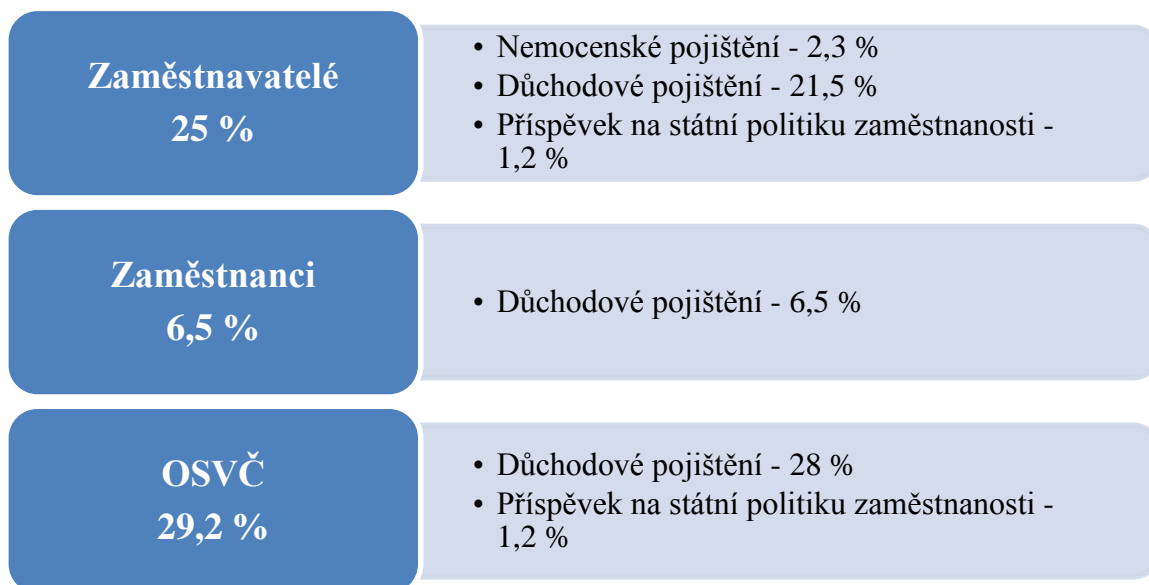 Zaměstnavatelé
25 %
• Nemocenské pojištění - 2,3 %
• Důchodové pojištění - 21,5 %
• Příspěvek na státní politiku zaměstnanosti -
1,2 %
Zaměstnanci
6,5 %
• Důchodové pojištění - 6,5 %
OSVČ
29,2 %
• Důchodové pojištění - 28 %
• Příspěvek na státní politiku zaměstnanosti -
1,2 %